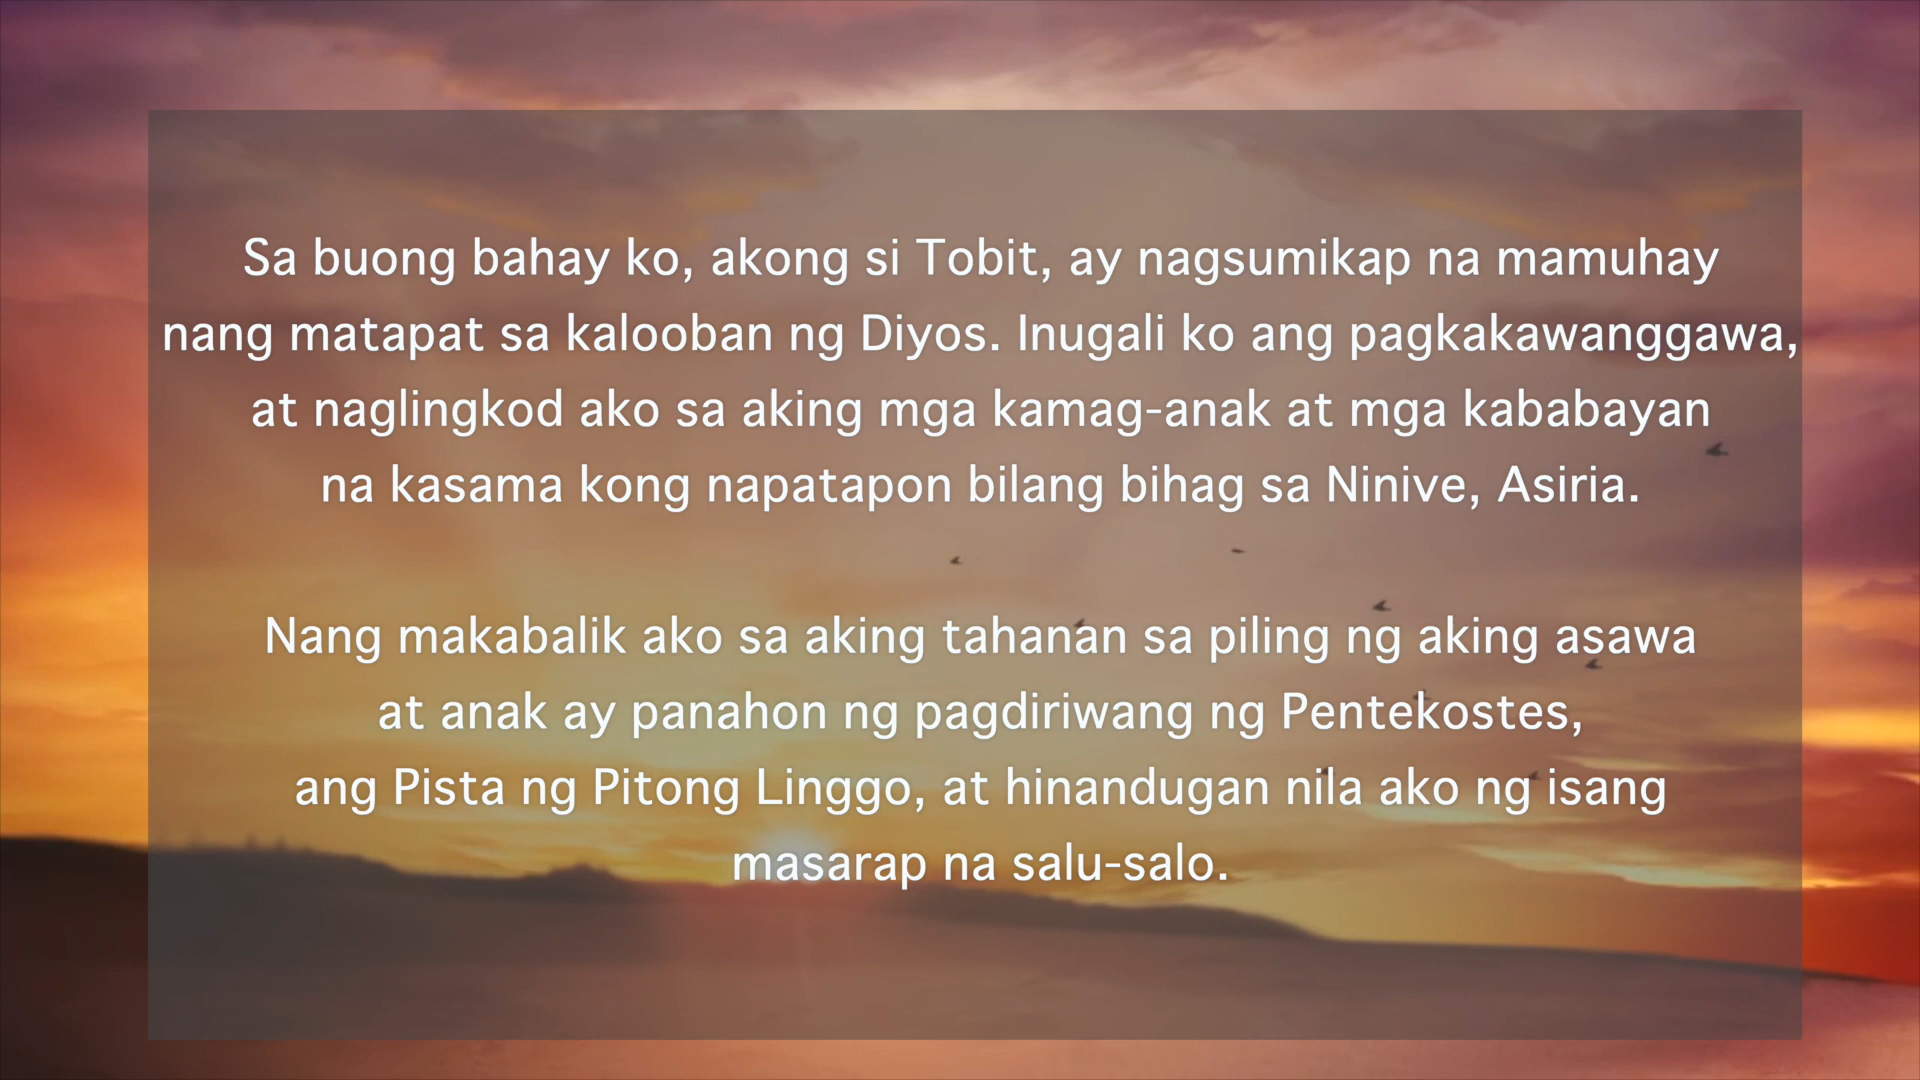 Sa buong bahay ko, akong si Tobit, ay nagsumikap na mamuhay
nang matapat sa kalooban ng Diyos. Inugali ko ang pagkakawanggawa,
at naglingkod ako sa aking mga kamag-anak at mga kababayan
na kasama kong napatapon bilang bihag sa Ninive, Asiria.
Nang makabalik ako sa aking tahanan sa piling ng aking asawa
at anak ay panahon ng pagdiriwang ng Pentekostes,
ang Pista ng Pitong Linggo, at hinandugan nila ako ng isang
masarap na salu-salo.